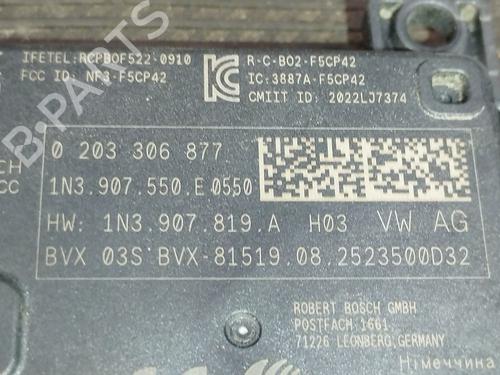 IFETEL: RCPBOF522-0910
FCC ID: NF3-F5CP42
R-C-BO2-F5CP42
IC:3887A-F5CP42
CMIIT ID: 2022LJ7374
0 203 306 877
CH
CC
1N3.907.550.E 0550
HW: 1N3.907.819.A H03 VW AG
BVX 03S BVX-81519.08.2523500D32
ROBERT BOSCH GMBH
POSTFACH 1661
71226 LEONBERG,GERMANY
Німеччина
B-PARTS